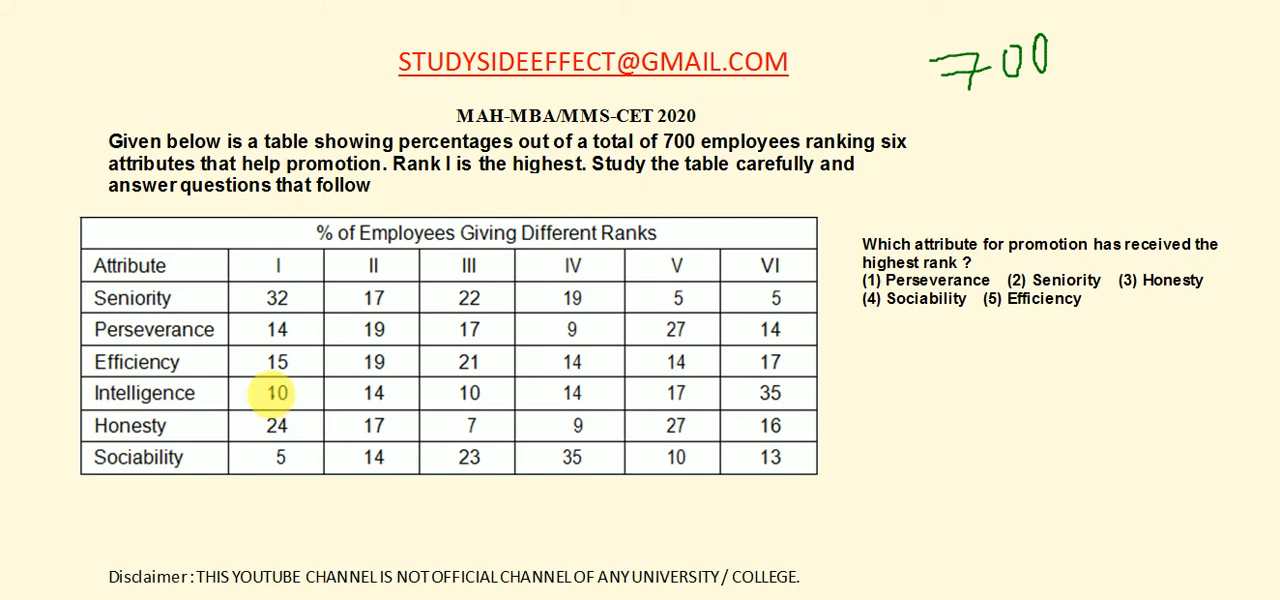 STUDYSIDEEFFECT@GMAIL.COM
700
MAH-MBA/MMS-CET 2020
Given below is a table showing percentages out of a total of 700 employees ranking six
attributes that help promotion. Rank I is the highest. Study the table carefully and
answer questions that follow
% of Employees Giving Different Ranks
Attribute I II III IV V VI
Seniority 32 17 22 19 5 5
Perseverance 14 19 17 9 27 14
Efficiency 15 19 21 14 14 17
Intelligence 10 14 10 14 17 35
Honesty 24 17 7 9 27 16
Sociability 5 14 23 35 10 13
Which attribute for promotion has received the
highest rank ?
(1) Perseverance (2) Seniority (3) Honesty
(4) Sociability (5) Efficiency
Disclaimer : THIS YOUTUBE CHANNEL IS NOT OFFICIAL CHANNEL OF ANY UNIVERSITY / COLLEGE.